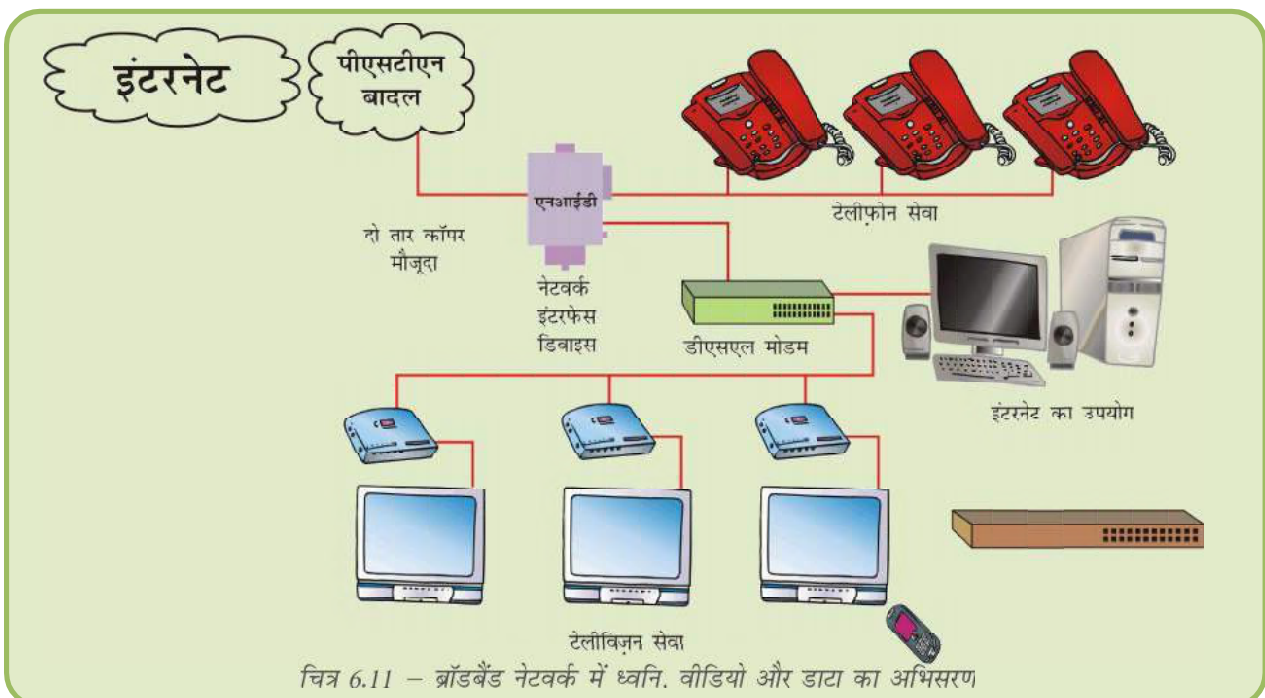 इंटरनेट
पीएसटीएन
बादल
एनआईडी
टेलीफ़ोन सेवा
दो तार कॉपर
मौजूदा
नेटवर्क
इंटरफेस
डिवाइस
डीएसएल मोडम
इंटरनेट का उपयोग
टेलीविज़न सेवा
चित्र 6.11 – ब्रॉडबैंड नेटवर्क में ध्वनि, वीडियो और डाटा का अभिसरण